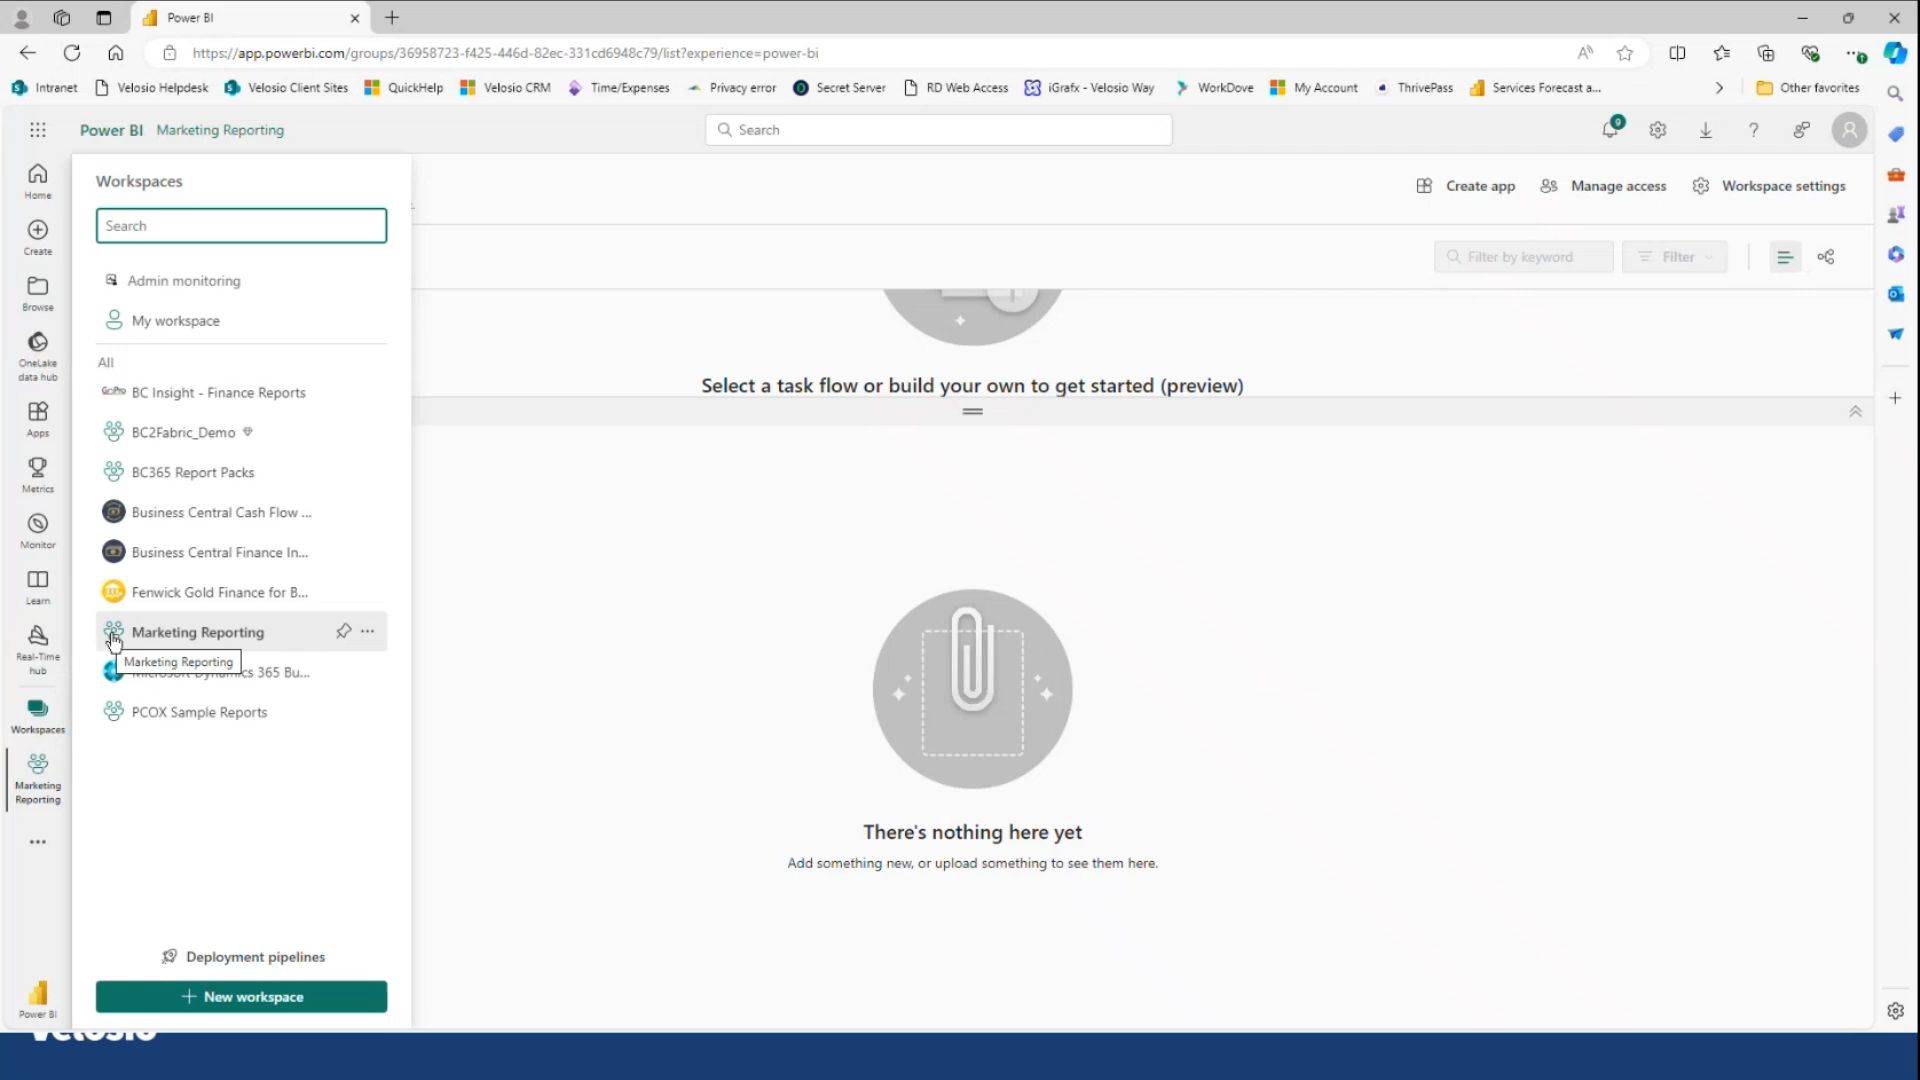 Power BI
https://app.powerbi.com/groups/36958723-f425-446d-82ec-331cd6948c79/list?experience=power-bi
Intranet
Velosio Helpdesk
Velosio Client Sites
QuickHelp
Velosio CRM
Time/Expenses
Privacy error
Secret Server
RD Web Access
iGrafx - Velosio Way
WorkDove
My Account
ThrivePass
Services Forecast a...
Other favorites
Power BI Marketing Reporting
Search
9
Home
Create
Browse
OneLake
data hub
Apps
Metrics
Monitor
Learn
Real-Time
hub
Workspaces
Marketing
Reporting
Power BI
Workspaces
Search
Admin monitoring
My workspace
All
GoPro BC Insight - Finance Reports
BC2Fabric_Demo
BC365 Report Packs
Business Central Cash Flow ...
Business Central Finance In...
Fenwick Gold Finance for B...
Marketing Reporting
Marketing Reporting
Microsoft Dynamics 365 Bu...
PCOX Sample Reports
Deployment pipelines
New workspace
Create app
Manage access
Workspace settings
Filter by keyword
Filter
Select a task flow or build your own to get started (preview)
There's nothing here yet
Add something new, or upload something to see them here.
Velosio